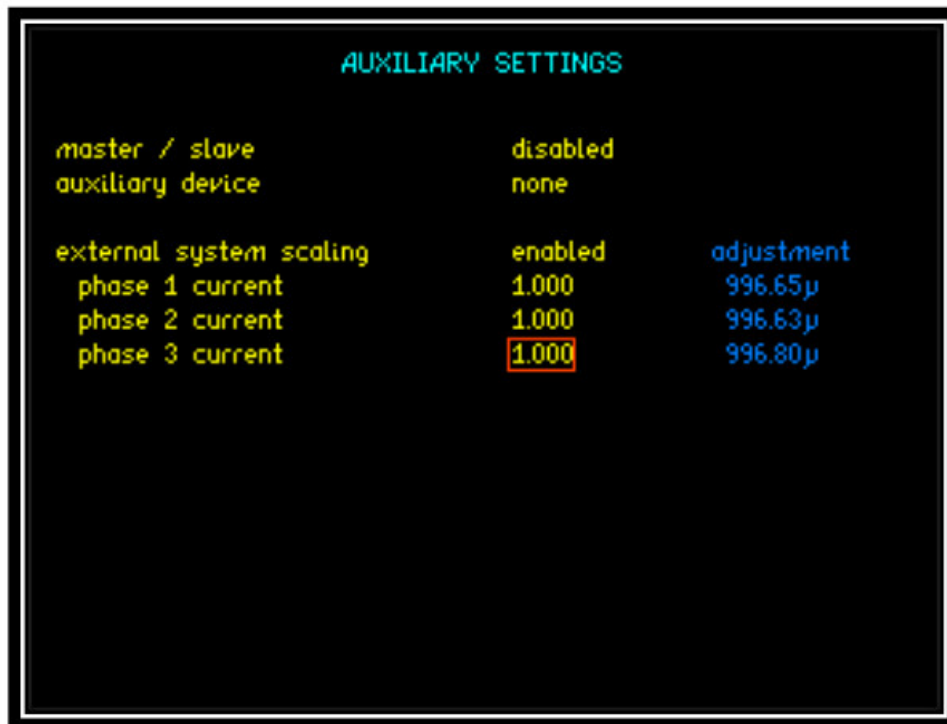 AUXILIARY SETTINGS
master / slave disabled
auxiliary device none
external system scaling enabled adjustment
phase 1 current 1.000 996.65µ
phase 2 current 1.000 996.63µ
phase 3 current 1.000 996.80µ